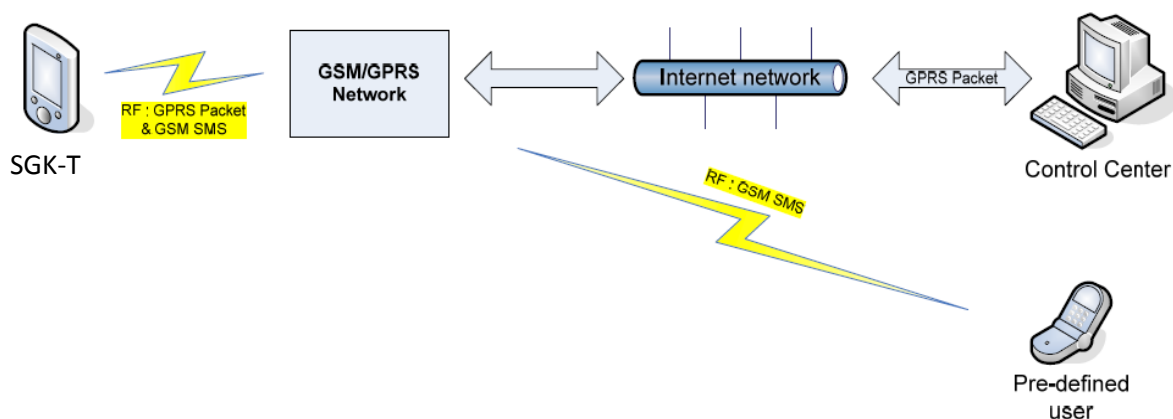 SGK-T
RF : GPRS Packet
& GSM SMS
GSM/GPRS
Network
Internet network
GPRS Packet
Control Center
RF : GSM SMS
Pre-defined
user